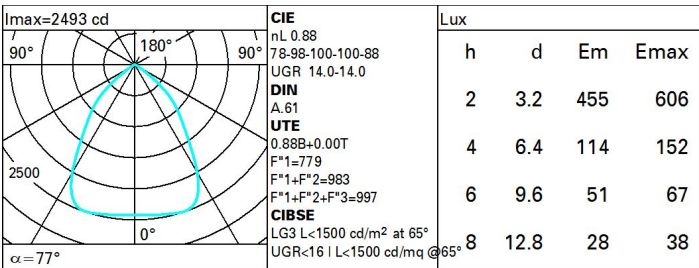 Imax=2493 cd
90°
180°
90°
2500
0°
α=77°
CIE
nL 0.88
78-98-100-100-88
UGR 14.0-14.0
DIN
A.61
UTE
0.88B+0.00T
F"1=779
F"1+F"2=983
F"1+F"2+F"3=997
CIBSE
LG3 L<1500 cd/m² at 65°
UGR<16 | L<1500 cd/mq @65°
Lux
h d Em Emax
2 3.2 455 606
4 6.4 114 152
6 9.6 51 67
8 12.8 28 38